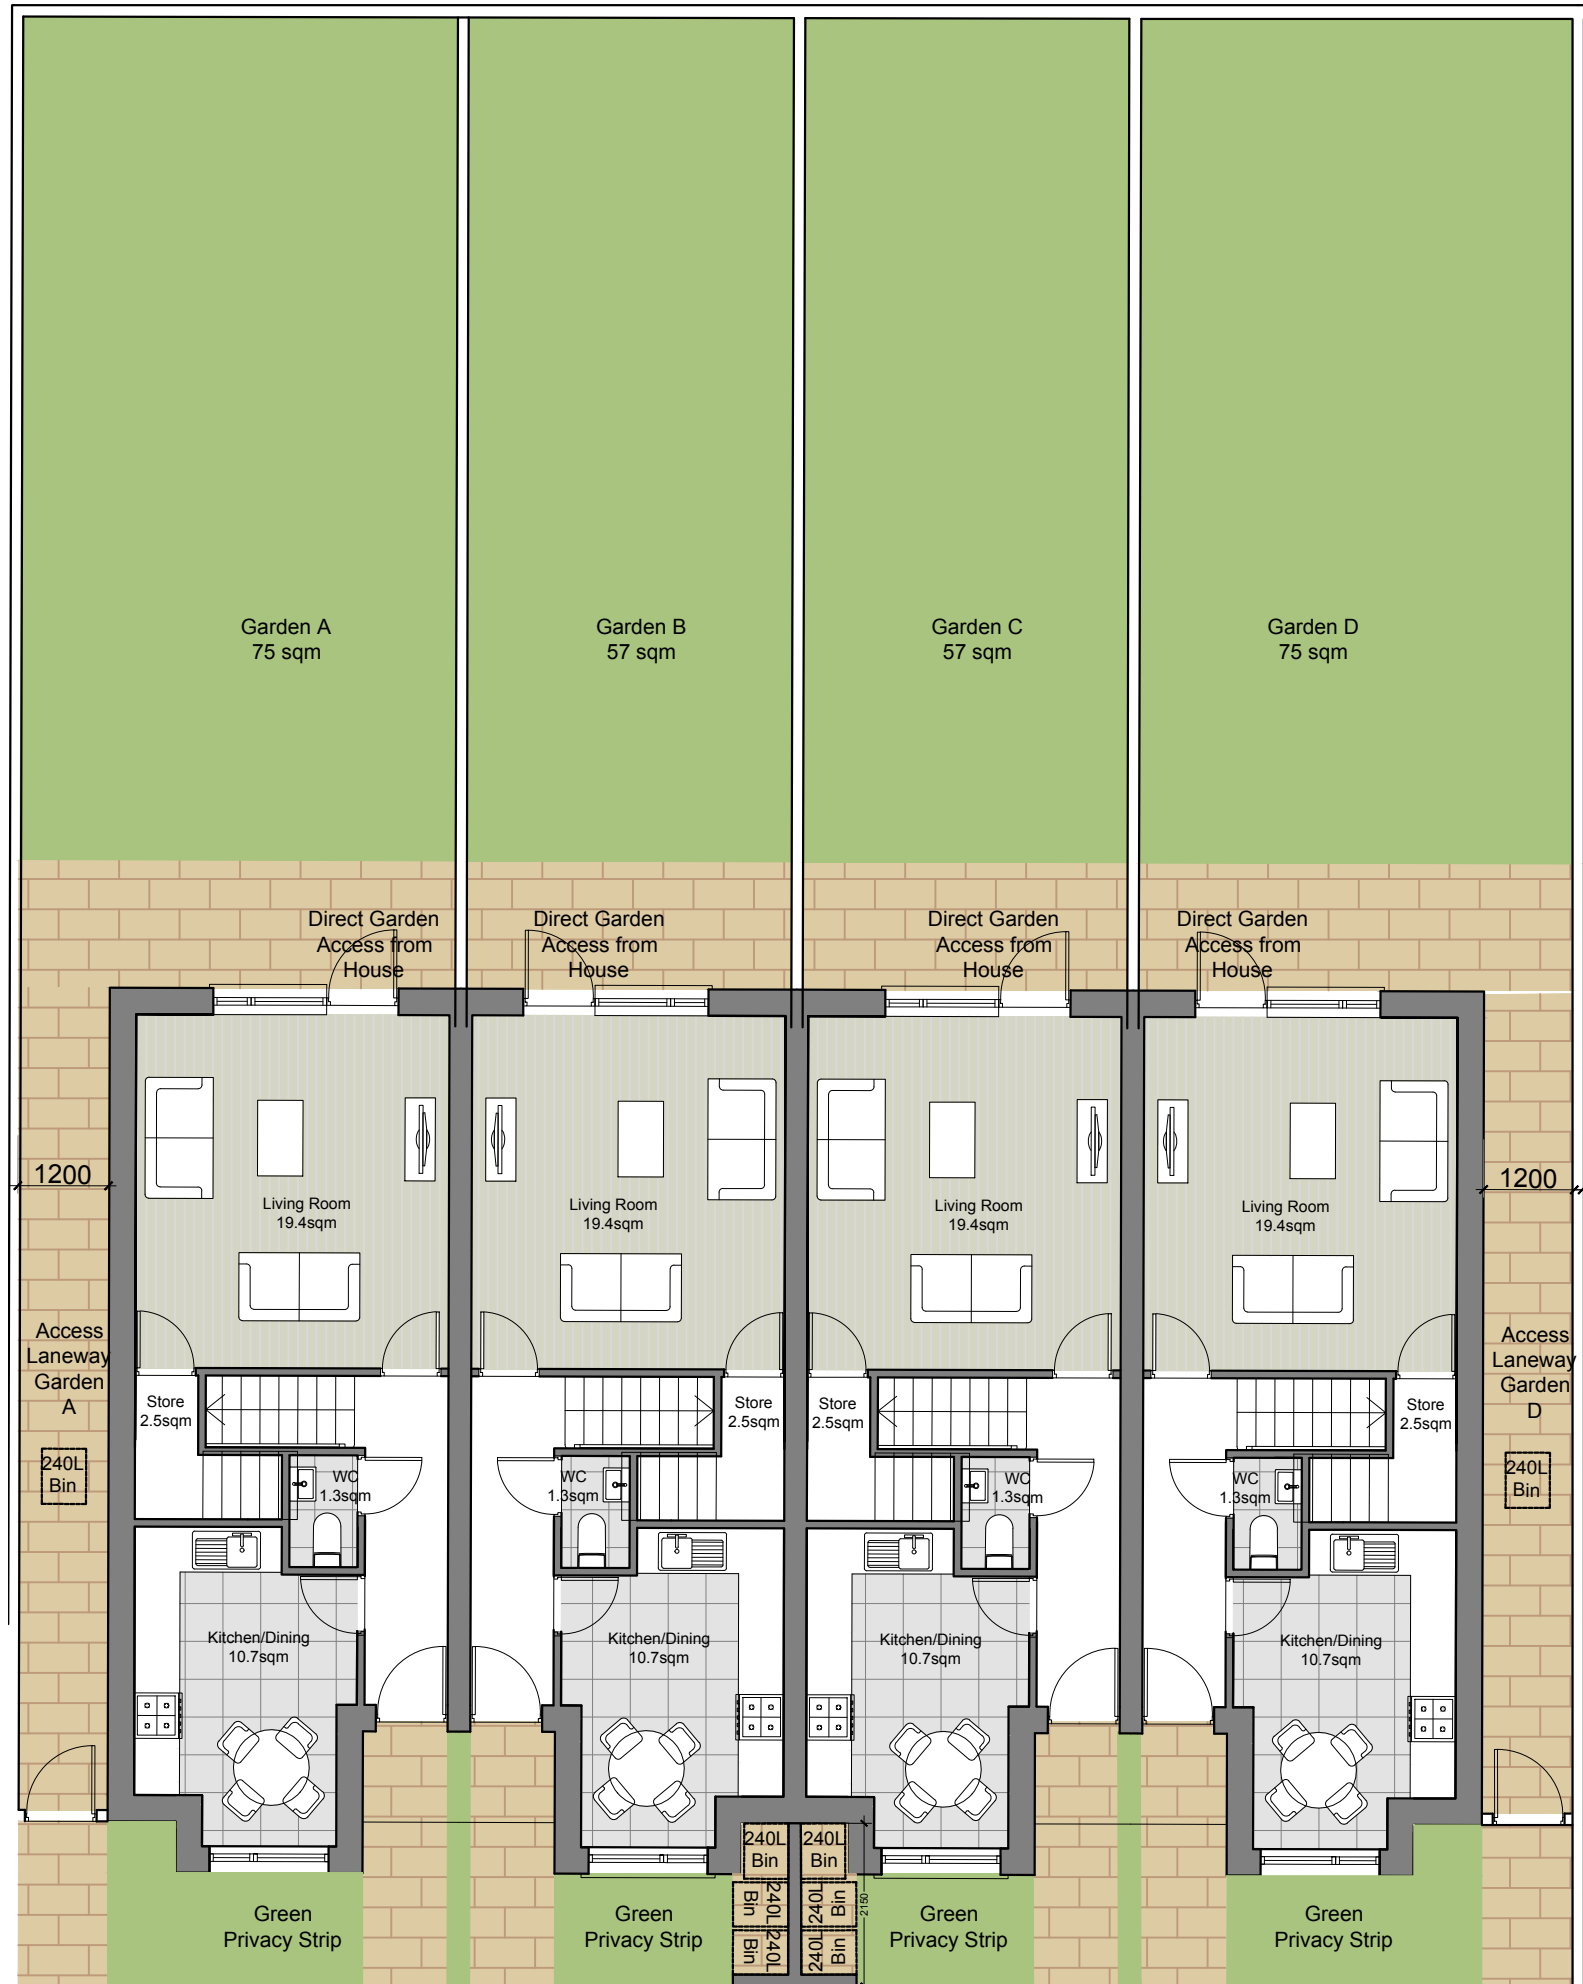 Garden A
75 sqm
Garden B
57 sqm
Garden C
57 sqm
Garden D
75 sqm
Direct Garden
Access from
House
Direct Garden
Access from
House
Direct Garden
Access from
House
Direct Garden
Access from
House
1200
1200
Living Room
19.4sqm
Living Room
19.4sqm
Living Room
19.4sqm
Living Room
19.4sqm
Access
Laneway
Garden
A
Access
Laneway
Garden
D
Store
2.5sqm
Store
2.5sqm
Store
2.5sqm
Store
2.5sqm
240L
Bin
WC
1.3sqm
WC
1.3sqm
WC
1.3sqm
WC
1.3sqm
240L
Bin
Kitchen/Dining
10.7sqm
Kitchen/Dining
10.7sqm
Kitchen/Dining
10.7sqm
Kitchen/Dining
10.7sqm
240L
Bin
240L
Bin
240L
Bin
240L
Bin
240L
Bin
240L
Bin
2150
Green
Privacy Strip
Green
Privacy Strip
Green
Privacy Strip
Green
Privacy Strip